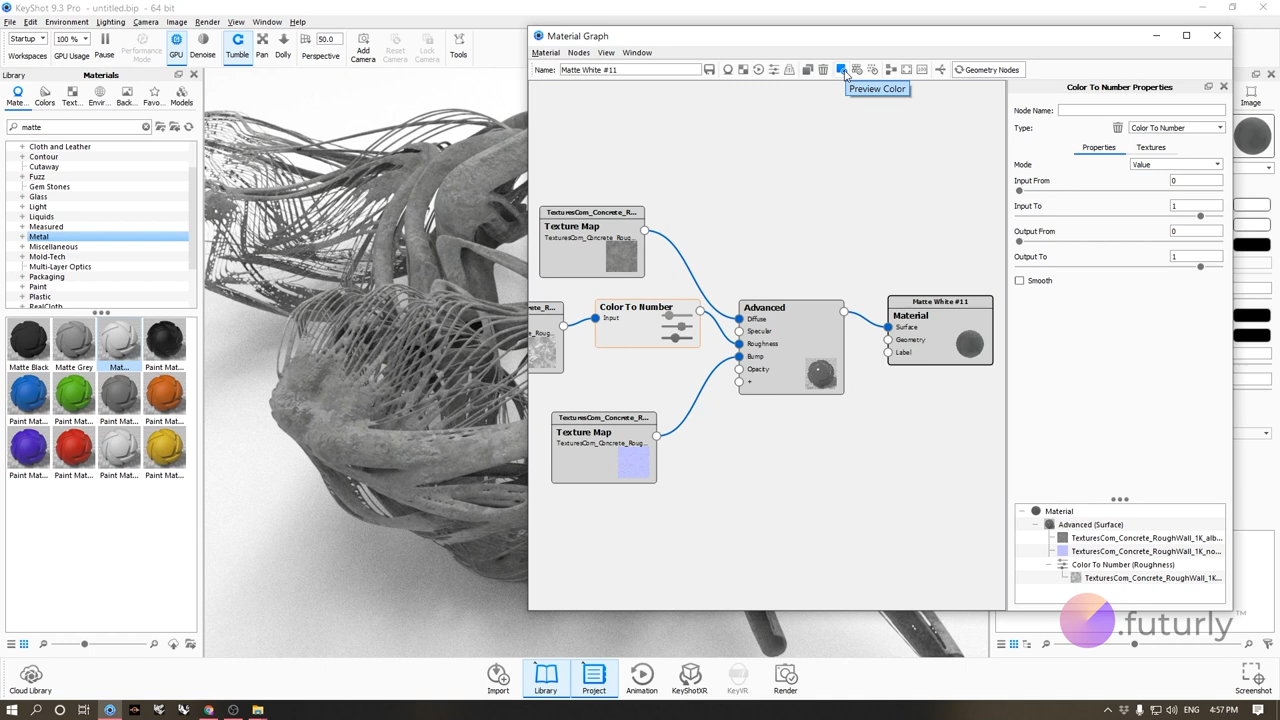 KeyShot 9.3 Pro - untitled.bip - 64 bit
File Edit Environment Lighting Camera Image Render View Window Help
Startup
100 %
50.0
Workspaces
GPU Usage
Pause
Performance Mode
GPU
Denoise
Tumble
Pan
Dolly
Perspective
Add Camera
Reset Camera
Lock Camera
Tools
Library
Materials
Mate...
Colors
Text...
Envir...
Back...
Favo...
Models
matte
Cloth and Leather
Contour
Cutaway
Fuzz
Gem Stones
Glass
Light
Liquids
Measured
Metal
Miscellaneous
Mold-Tech
Multi-Layer Optics
Packaging
Paint
Plastic
RealCloth
Matte Black
Matte Grey
Mat...
Paint Mat...
Paint Mat...
Paint Mat...
Paint Mat...
Paint Mat...
Paint Mat...
Paint Mat...
Paint Mat...
Paint Mat...
Material Graph
Material Nodes View Window
Name: Matte White #11
Geometry Nodes
Preview Color
TexturesCom_Concrete_R...
Texture Map
TexturesCom_Concrete_Roug...
Color To Number
Input
TexturesCom_Concrete_R...
Texture Map
TexturesCom_Concrete_Roug...
Advanced
Diffuse
Specular
Roughness
Bump
Opacity
+
Matte White #11
Material
Surface
Geometry
Label
Color To Number Properties
Node Name:
Type: Color To Number
Properties Textures
Mode Value
Input From 0
Input To 1
Output From 0
Output To 1
Smooth
Material
Advanced (Surface)
TexturesCom_Concrete_RoughWall_1K_alb...
TexturesCom_Concrete_RoughWall_1K_no...
Color To Number (Roughness)
TexturesCom_Concrete_RoughWall_1K...
Image
.futurly™
Cloud Library
Import
Library
Project
Animation
KeyShotXR
KeyVR
Render
Screenshot
ENG 4:57 PM